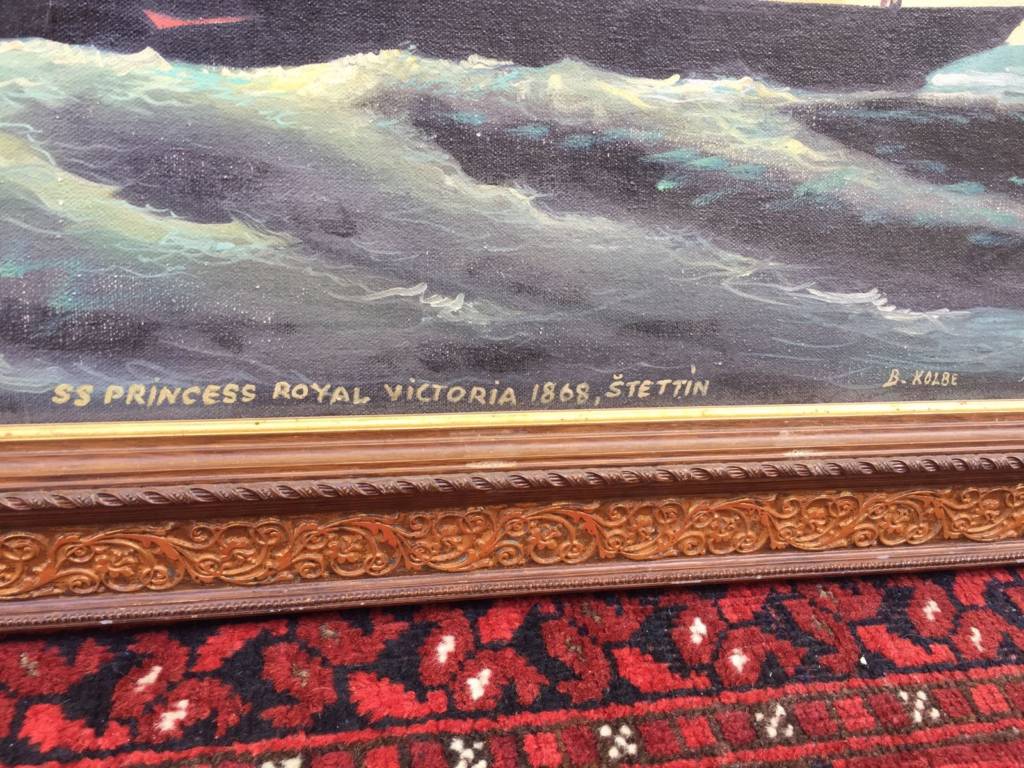 SS PRINCESS ROYAL VICTORIA 1868, ŠTETTIN
B. KOLBE